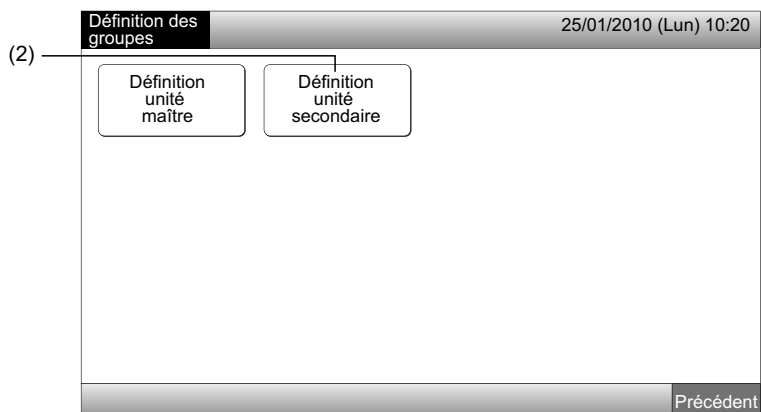 Définition des
groupes
25/01/2010 (Lun) 10:20
(2)
Définition
unité
maître
Définition
unité
secondaire
Précédent